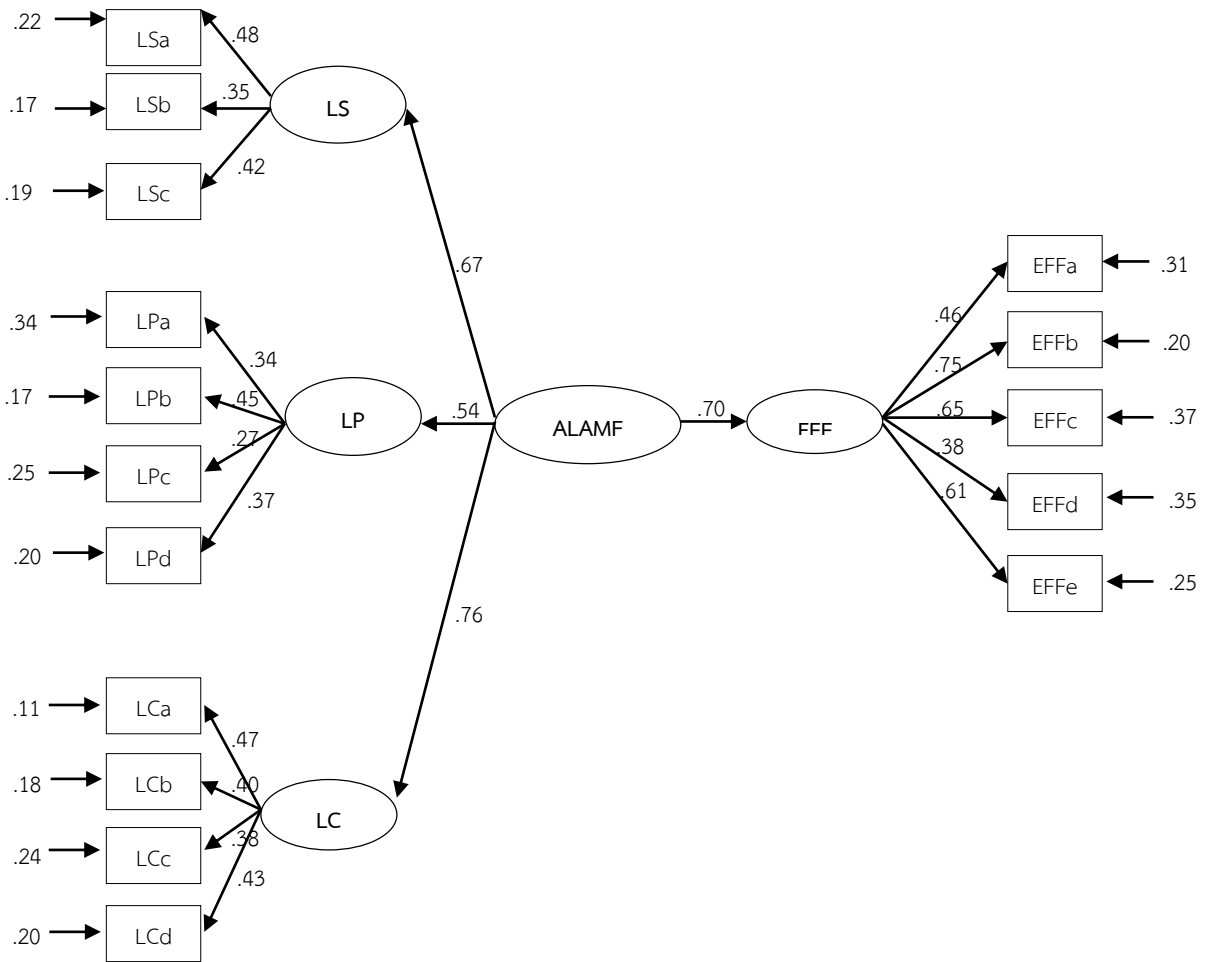 .22
LSa
.48
.17
LSb
.35
LS
.19
LSc
.42
.67
.34
LPa
.34
.17
LPb
.45
LP
.54
.25
LPc
.27
.20
LPd
.37
ALAMF
.70
.46
EFFa
.31
.75
EFFb
.20
.65
EFFc
.37
.38
EFFd
.35
.61
EFFe
.25
.76
.11
LCa
.47
.18
LCb
.40
LC
.24
LCc
.38
.20
LCd
.43